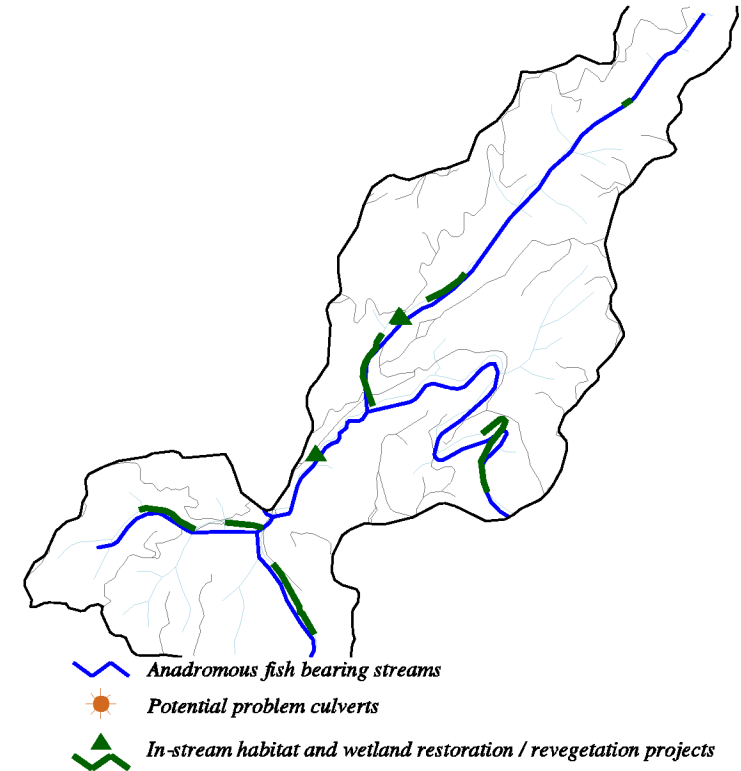 Anadromous fish bearing streams
Potential problem culverts
In-stream habitat and wetland restoration / revegetation projects